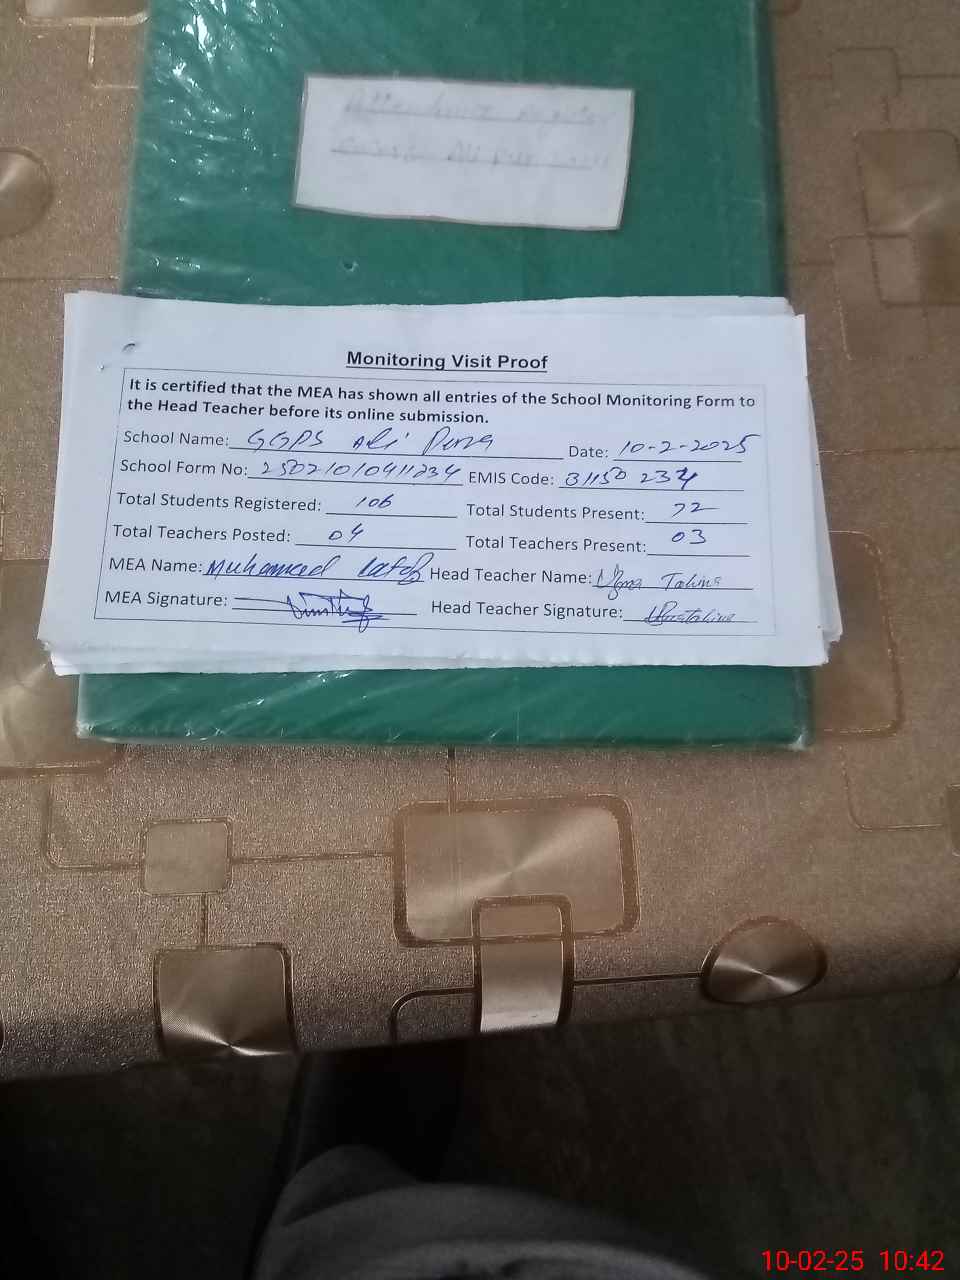 Attendance Register
Monitoring Visit Proof
It is certified that the MEA has shown all entries of the School Monitoring Form to
the Head Teacher before its online submission.
School Name: GGPS Ali Date: 10-2-2025
School Form No: 25021010411234 EMIS Code: 31150234
Total Students Registered: 106 Total Students Present: 72
Total Teachers Posted: 04 Total Teachers Present: 03
MEA Name: Muhammad Head Teacher Name:
MEA Signature: Head Teacher Signature:
10-02-25 10:42